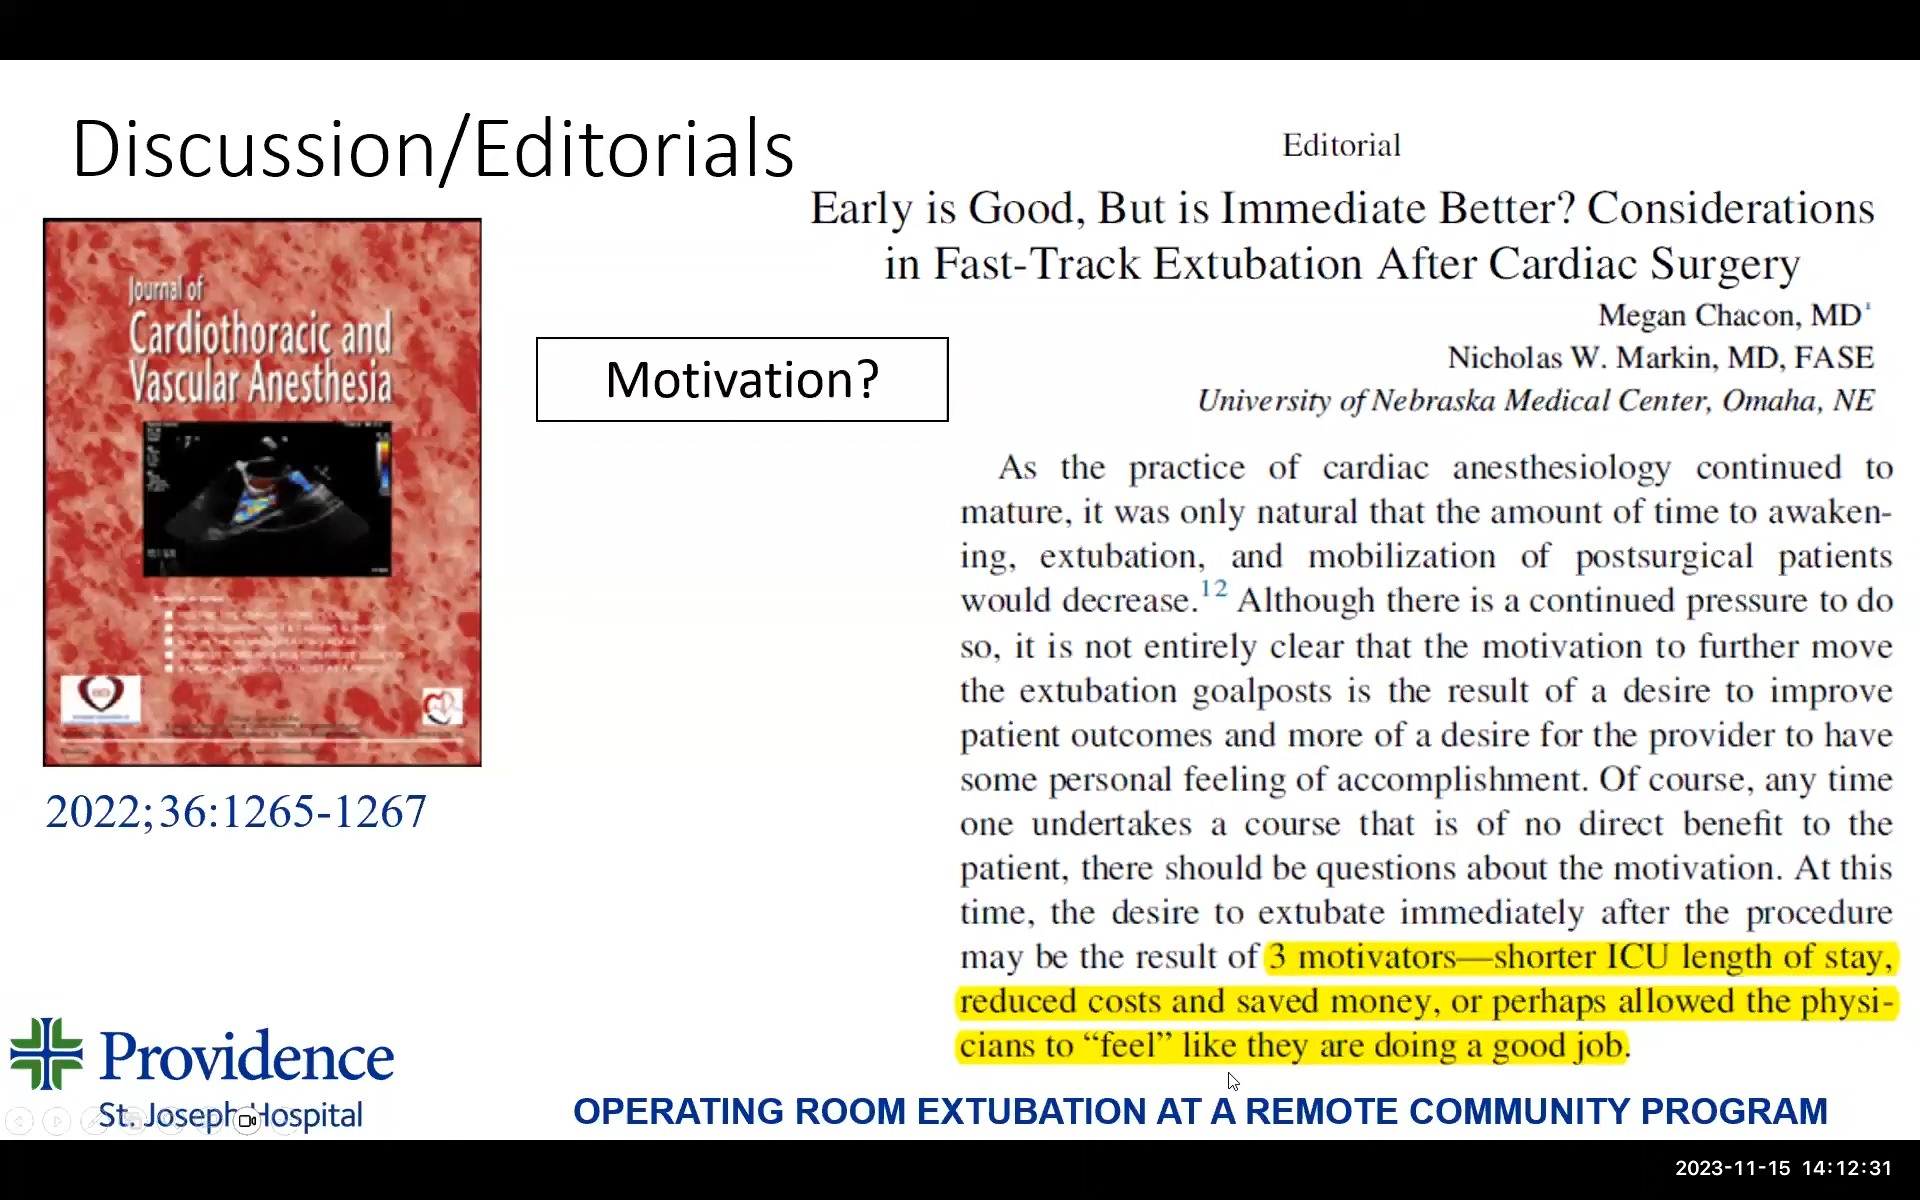 Discussion/Editorials
Journal of
Cardiothoracic and
Vascular Anesthesia
2022;36:1265-1267
Motivation?
Editorial
Early is Good, But is Immediate Better? Considerations
in Fast-Track Extubation After Cardiac Surgery
Megan Chacon, MD¹
Nicholas W. Markin, MD, FASE
University of Nebraska Medical Center, Omaha, NE
As the practice of cardiac anesthesiology continued to
mature, it was only natural that the amount of time to awaken-
ing, extubation, and mobilization of postsurgical patients
would decrease.12 Although there is a continued pressure to do
so, it is not entirely clear that the motivation to further move
the extubation goalposts is the result of a desire to improve
patient outcomes and more of a desire for the provider to have
some personal feeling of accomplishment. Of course, any time
one undertakes a course that is of no direct benefit to the
patient, there should be questions about the motivation. At this
time, the desire to extubate immediately after the procedure
may be the result of 3 motivators—shorter ICU length of stay,
reduced costs and saved money, or perhaps allowed the physi-
cians to “feel” like they are doing a good job.
Providence
St. Joseph Hospital
OPERATING ROOM EXTUBATION AT A REMOTE COMMUNITY PROGRAM
2023-11-15 14:12:31